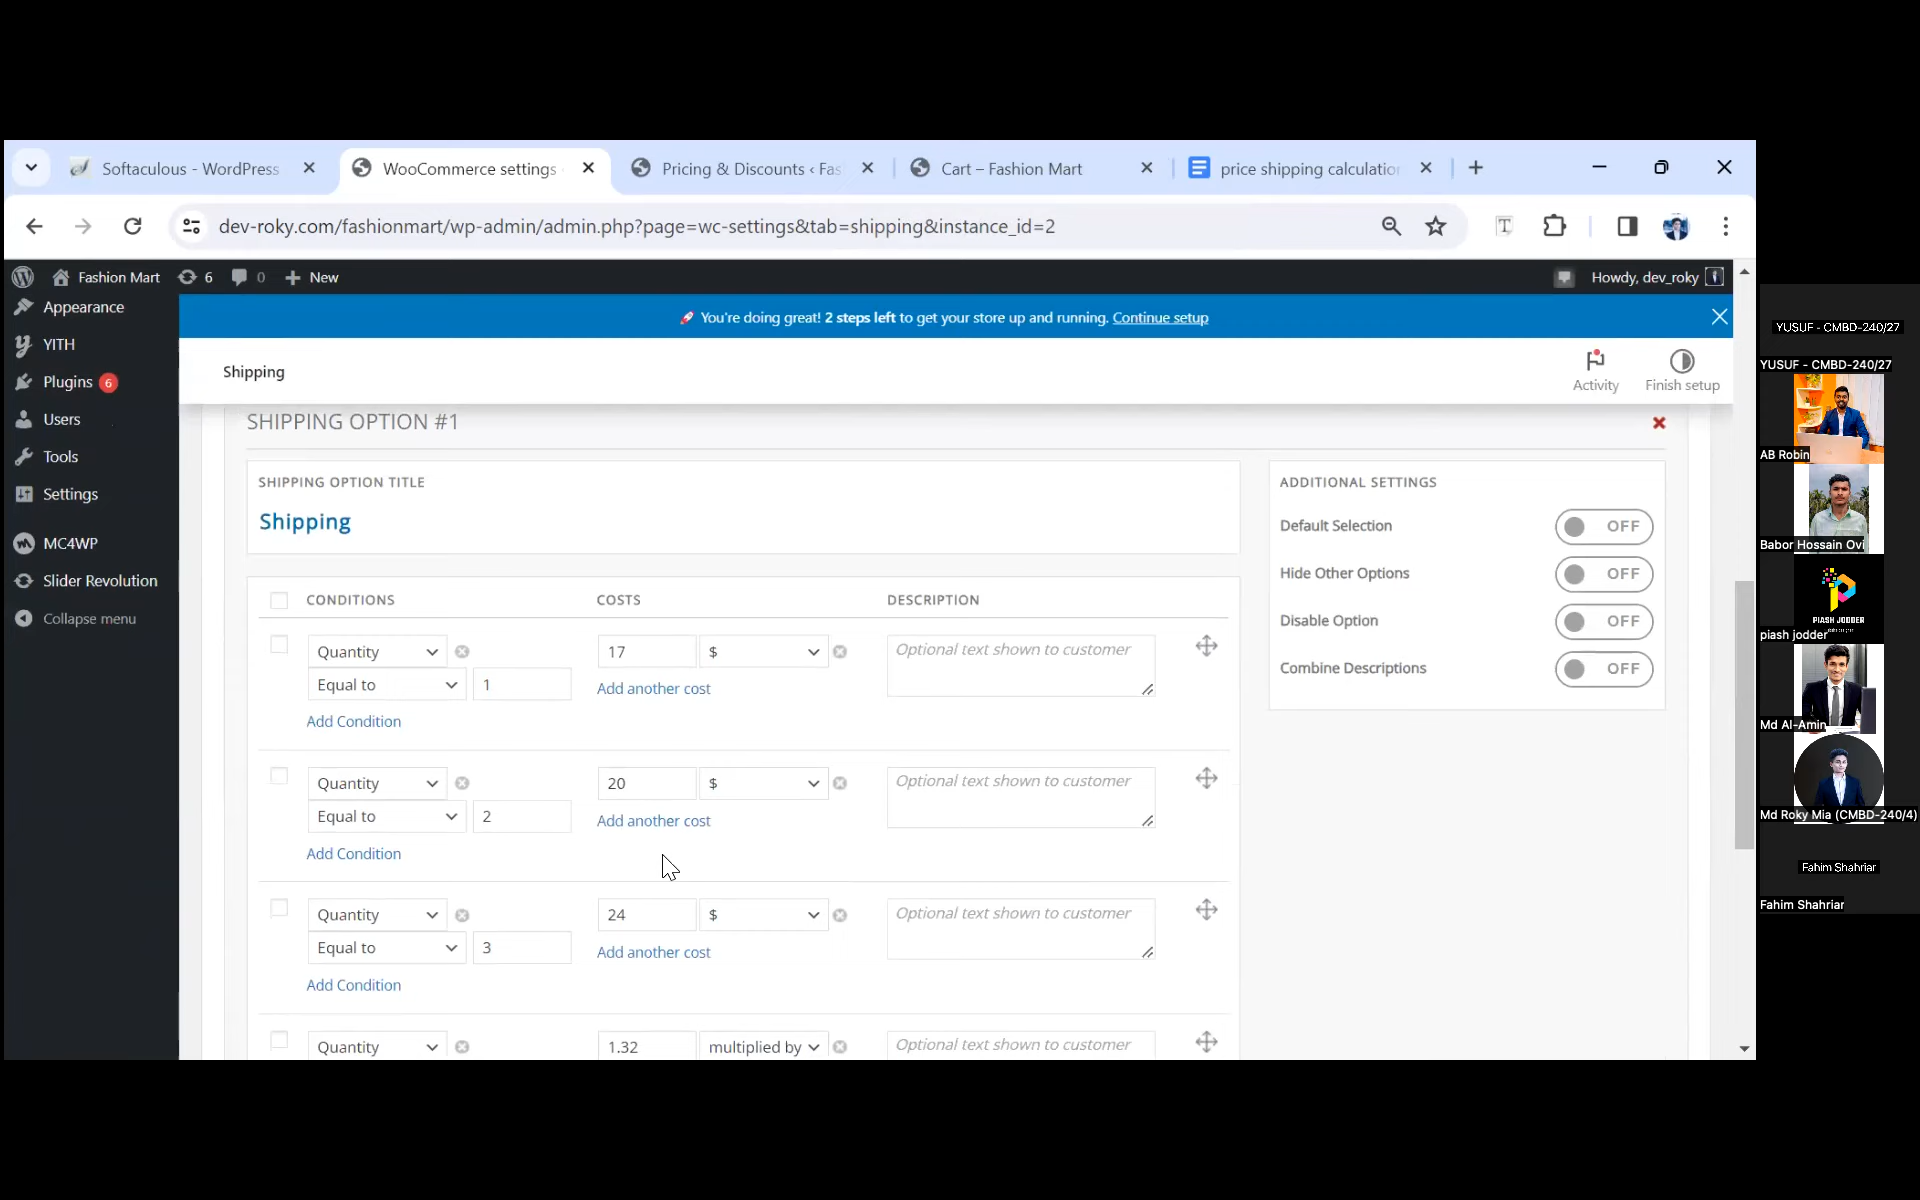 Softaculous - WordPress
WooCommerce settings
Pricing & Discounts ‹ Fas
Cart – Fashion Mart
price shipping calculation
dev-roky.com/fashionmart/wp-admin/admin.php?page=wc-settings&tab=shipping&instance_id=2
Fashion Mart
6
0
New
Howdy, dev_roky
Appearance
YITH
Plugins 6
Users
Tools
Settings
MC4WP
Slider Revolution
Collapse menu
You're doing great! 2 steps left to get your store up and running. Continue setup
Shipping
Activity
Finish setup
SHIPPING OPTION #1
SHIPPING OPTION TITLE
Shipping
ADDITIONAL SETTINGS
Default Selection OFF
Hide Other Options OFF
Disable Option OFF
Combine Descriptions OFF
CONDITIONS COSTS DESCRIPTION
Quantity 17 $ Optional text shown to customer
Equal to 1 Add another cost
Add Condition
Quantity 20 $ Optional text shown to customer
Equal to 2 Add another cost
Add Condition
Quantity 24 $ Optional text shown to customer
Equal to 3 Add another cost
Add Condition
Quantity 1.32 multiplied by Optional text shown to customer
YUSUF - CMBD-240/27
YUSUF - CMBD-240/27
AB Robin
Babor Hossain Ovi
PIASH JODDER
piash jodder
Md Al-Amin
Md Roky Mia (CMBD-240/4)
Fahim Shahriar
Fahim Shahriar